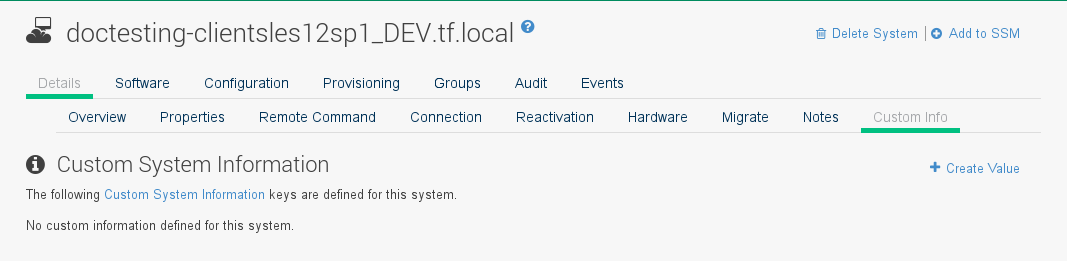 doctesting-clientsles12sp1_DEV.tf.local ?
Delete System | Add to SSM
Details Software Configuration Provisioning Groups Audit Events
Overview Properties Remote Command Connection Reactivation Hardware Migrate Notes Custom Info
Custom System Information
Create Value
The following Custom System Information keys are defined for this system.
No custom information defined for this system.